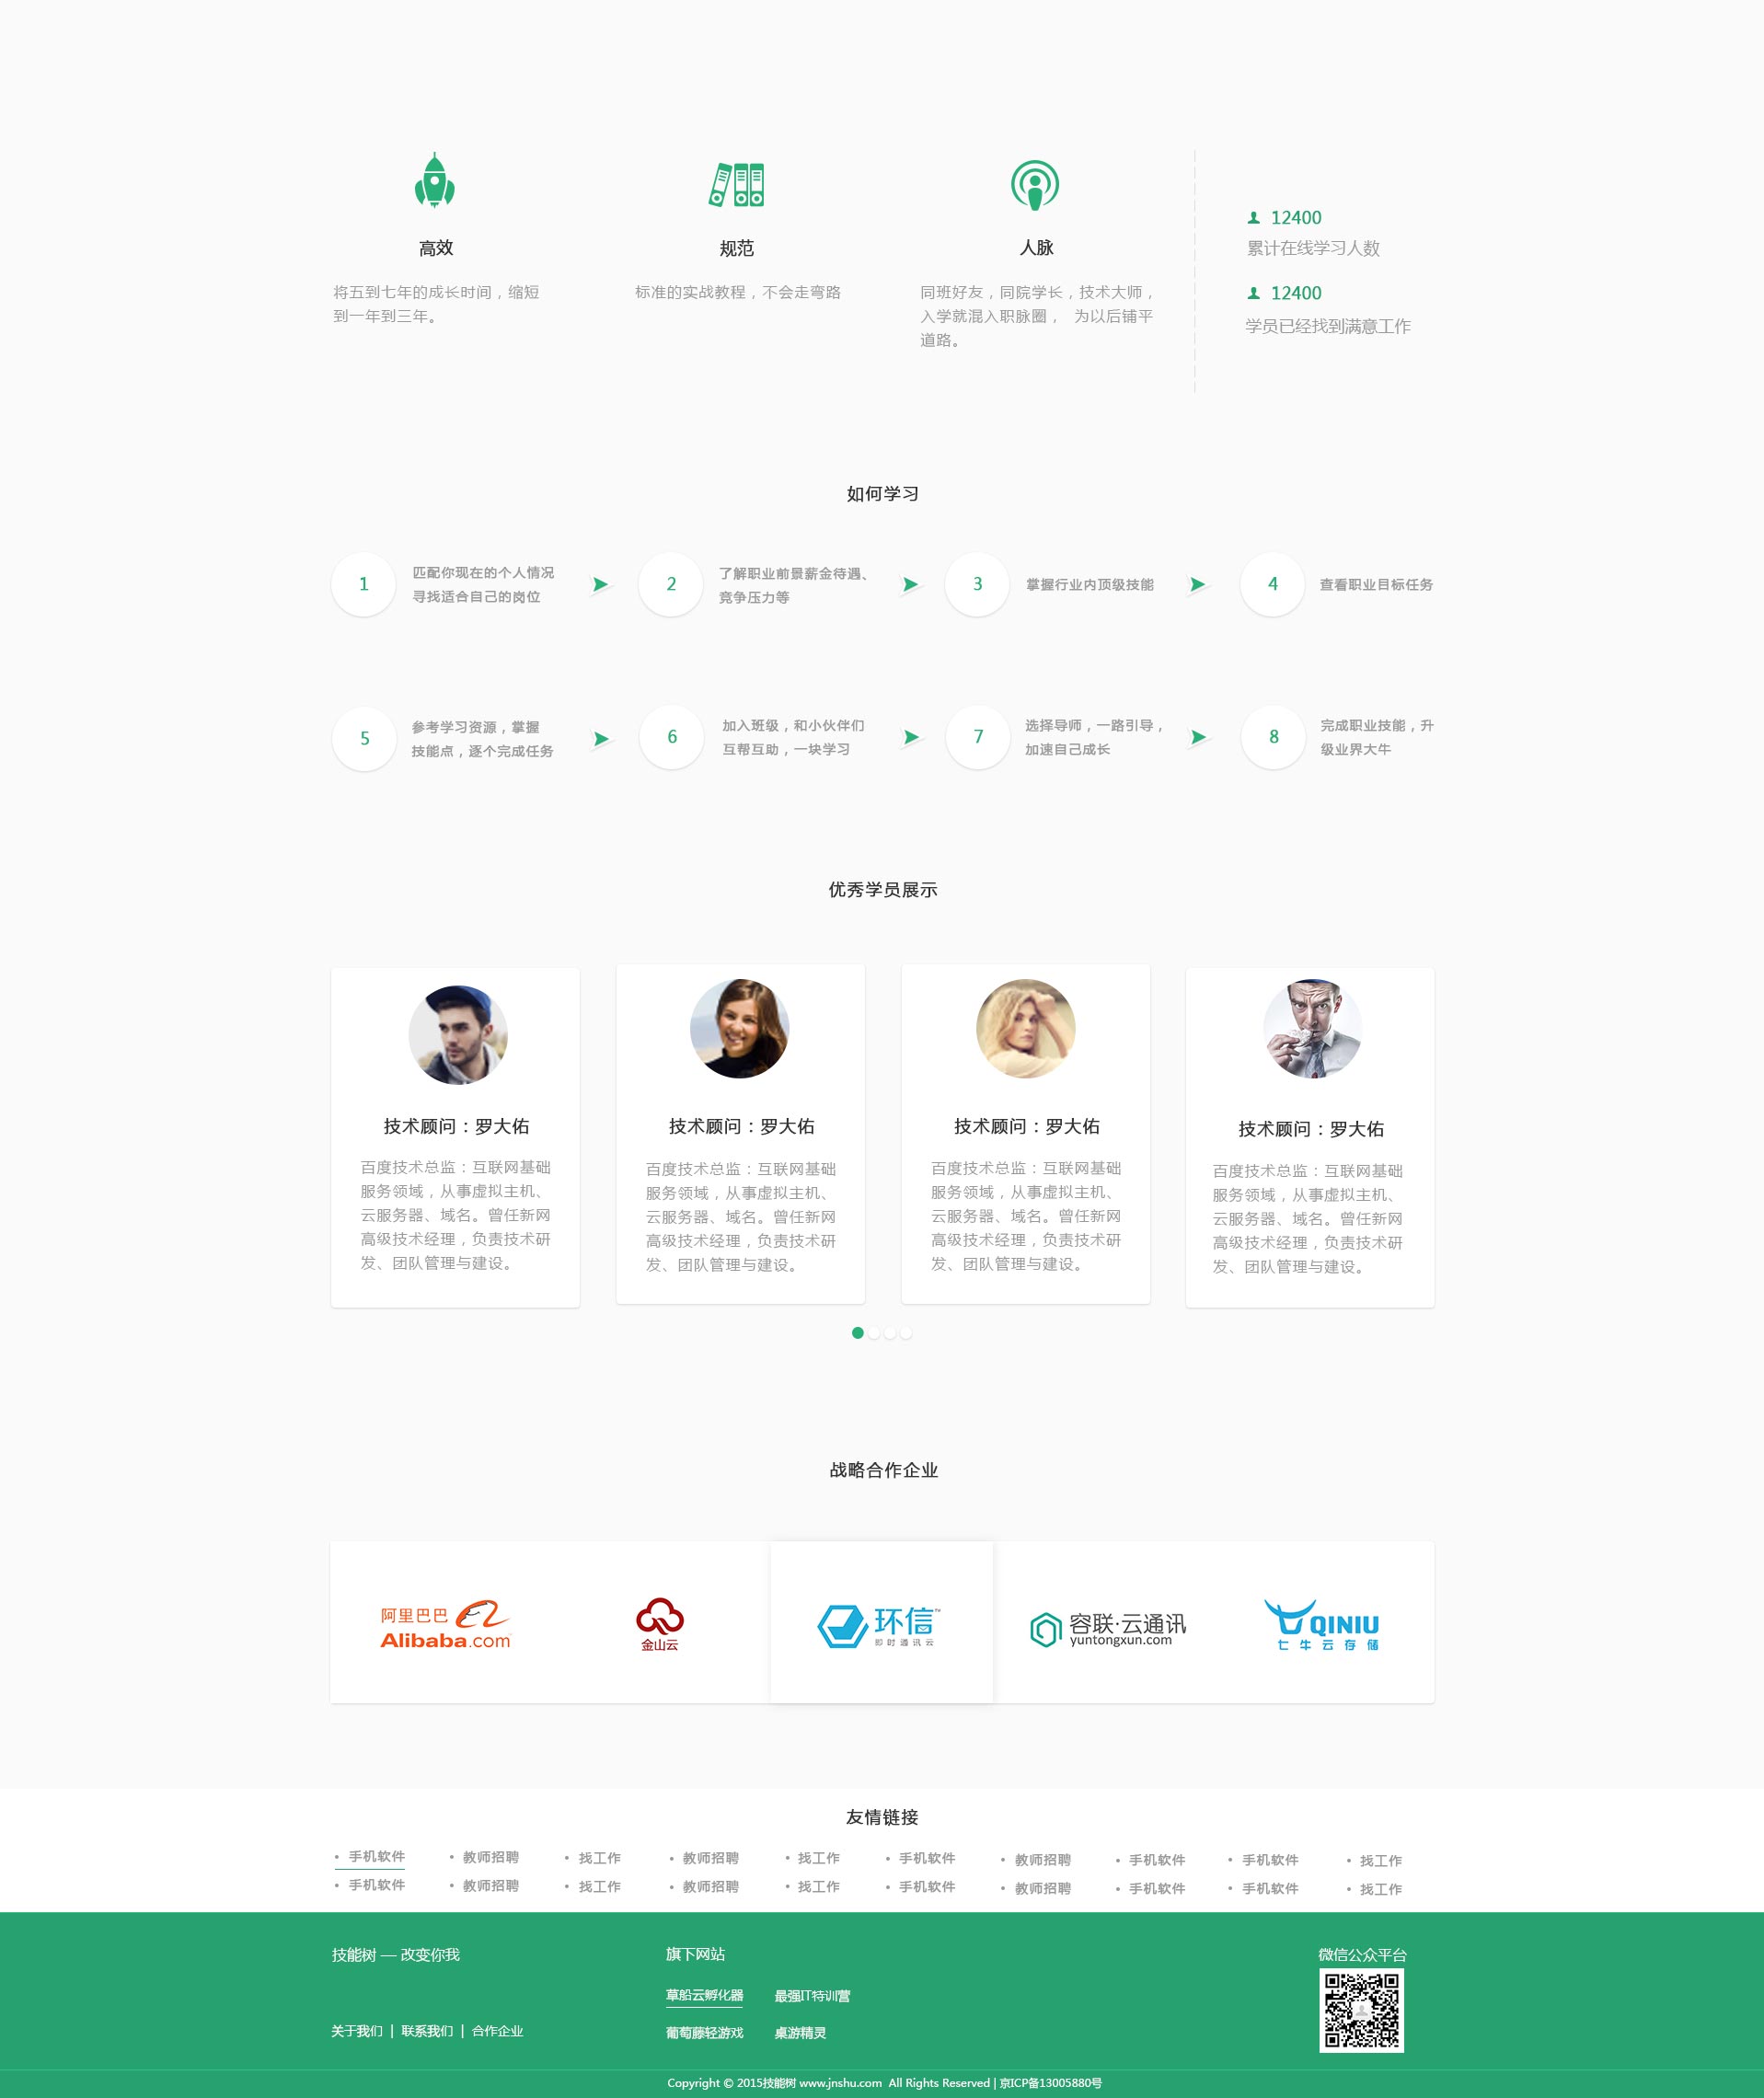 高效
将五到七年的成长时间，缩短
到一年到三年。
规范
标准的实战教程，不会走弯路
人脉
同班好友，同院学长，技术大师，
入学就混入职脉圈， 为以后铺平
道路。
12400
累计在线学习人数
12400
学员已经找到满意工作
如何学习
1
匹配你现在的个人情况
寻找适合自己的岗位
2
了解职业前景薪金待遇、
竞争压力等
3
掌握行业内顶级技能
4
查看职业目标任务
5
参考学习资源，掌握
技能点，逐个完成任务
6
加入班级，和小伙伴们
互帮互助，一块学习
7
选择导师，一路引导，
加速自己成长
8
完成职业技能，升
级业界大牛
优秀学员展示
技术顾问：罗大佑
百度技术总监：互联网基础
服务领域，从事虚拟主机、
云服务器、域名。曾任新网
高级技术经理，负责技术研
发、团队管理与建设。
技术顾问：罗大佑
百度技术总监：互联网基础
服务领域，从事虚拟主机、
云服务器、域名。曾任新网
高级技术经理，负责技术研
发、团队管理与建设。
技术顾问：罗大佑
百度技术总监：互联网基础
服务领域，从事虚拟主机、
云服务器、域名。曾任新网
高级技术经理，负责技术研
发、团队管理与建设。
技术顾问：罗大佑
百度技术总监：互联网基础
服务领域，从事虚拟主机、
云服务器、域名。曾任新网
高级技术经理，负责技术研
发、团队管理与建设。
战略合作企业
阿里巴巴
Alibaba.com
金山云
环信™
即时通讯云
容联·云通讯
yuntongxun.com
QINIU
七牛云存储
友情链接
• 手机软件 • 教师招聘 • 找工作 • 教师招聘 • 找工作 • 手机软件 • 教师招聘 • 手机软件 • 手机软件 • 找工作
• 手机软件 • 教师招聘 • 找工作 • 教师招聘 • 找工作 • 手机软件 • 教师招聘 • 手机软件 • 手机软件 • 找工作
技能树 — 改变你我
关于我们 | 联系我们 | 合作企业
旗下网站
草船云孵化器 最强IT特训营
葡萄藤轻游戏 桌游精灵
微信公众平台
Copyright © 2015技能树 www.jnshu.com All Rights Reserved | 京ICP备13005880号